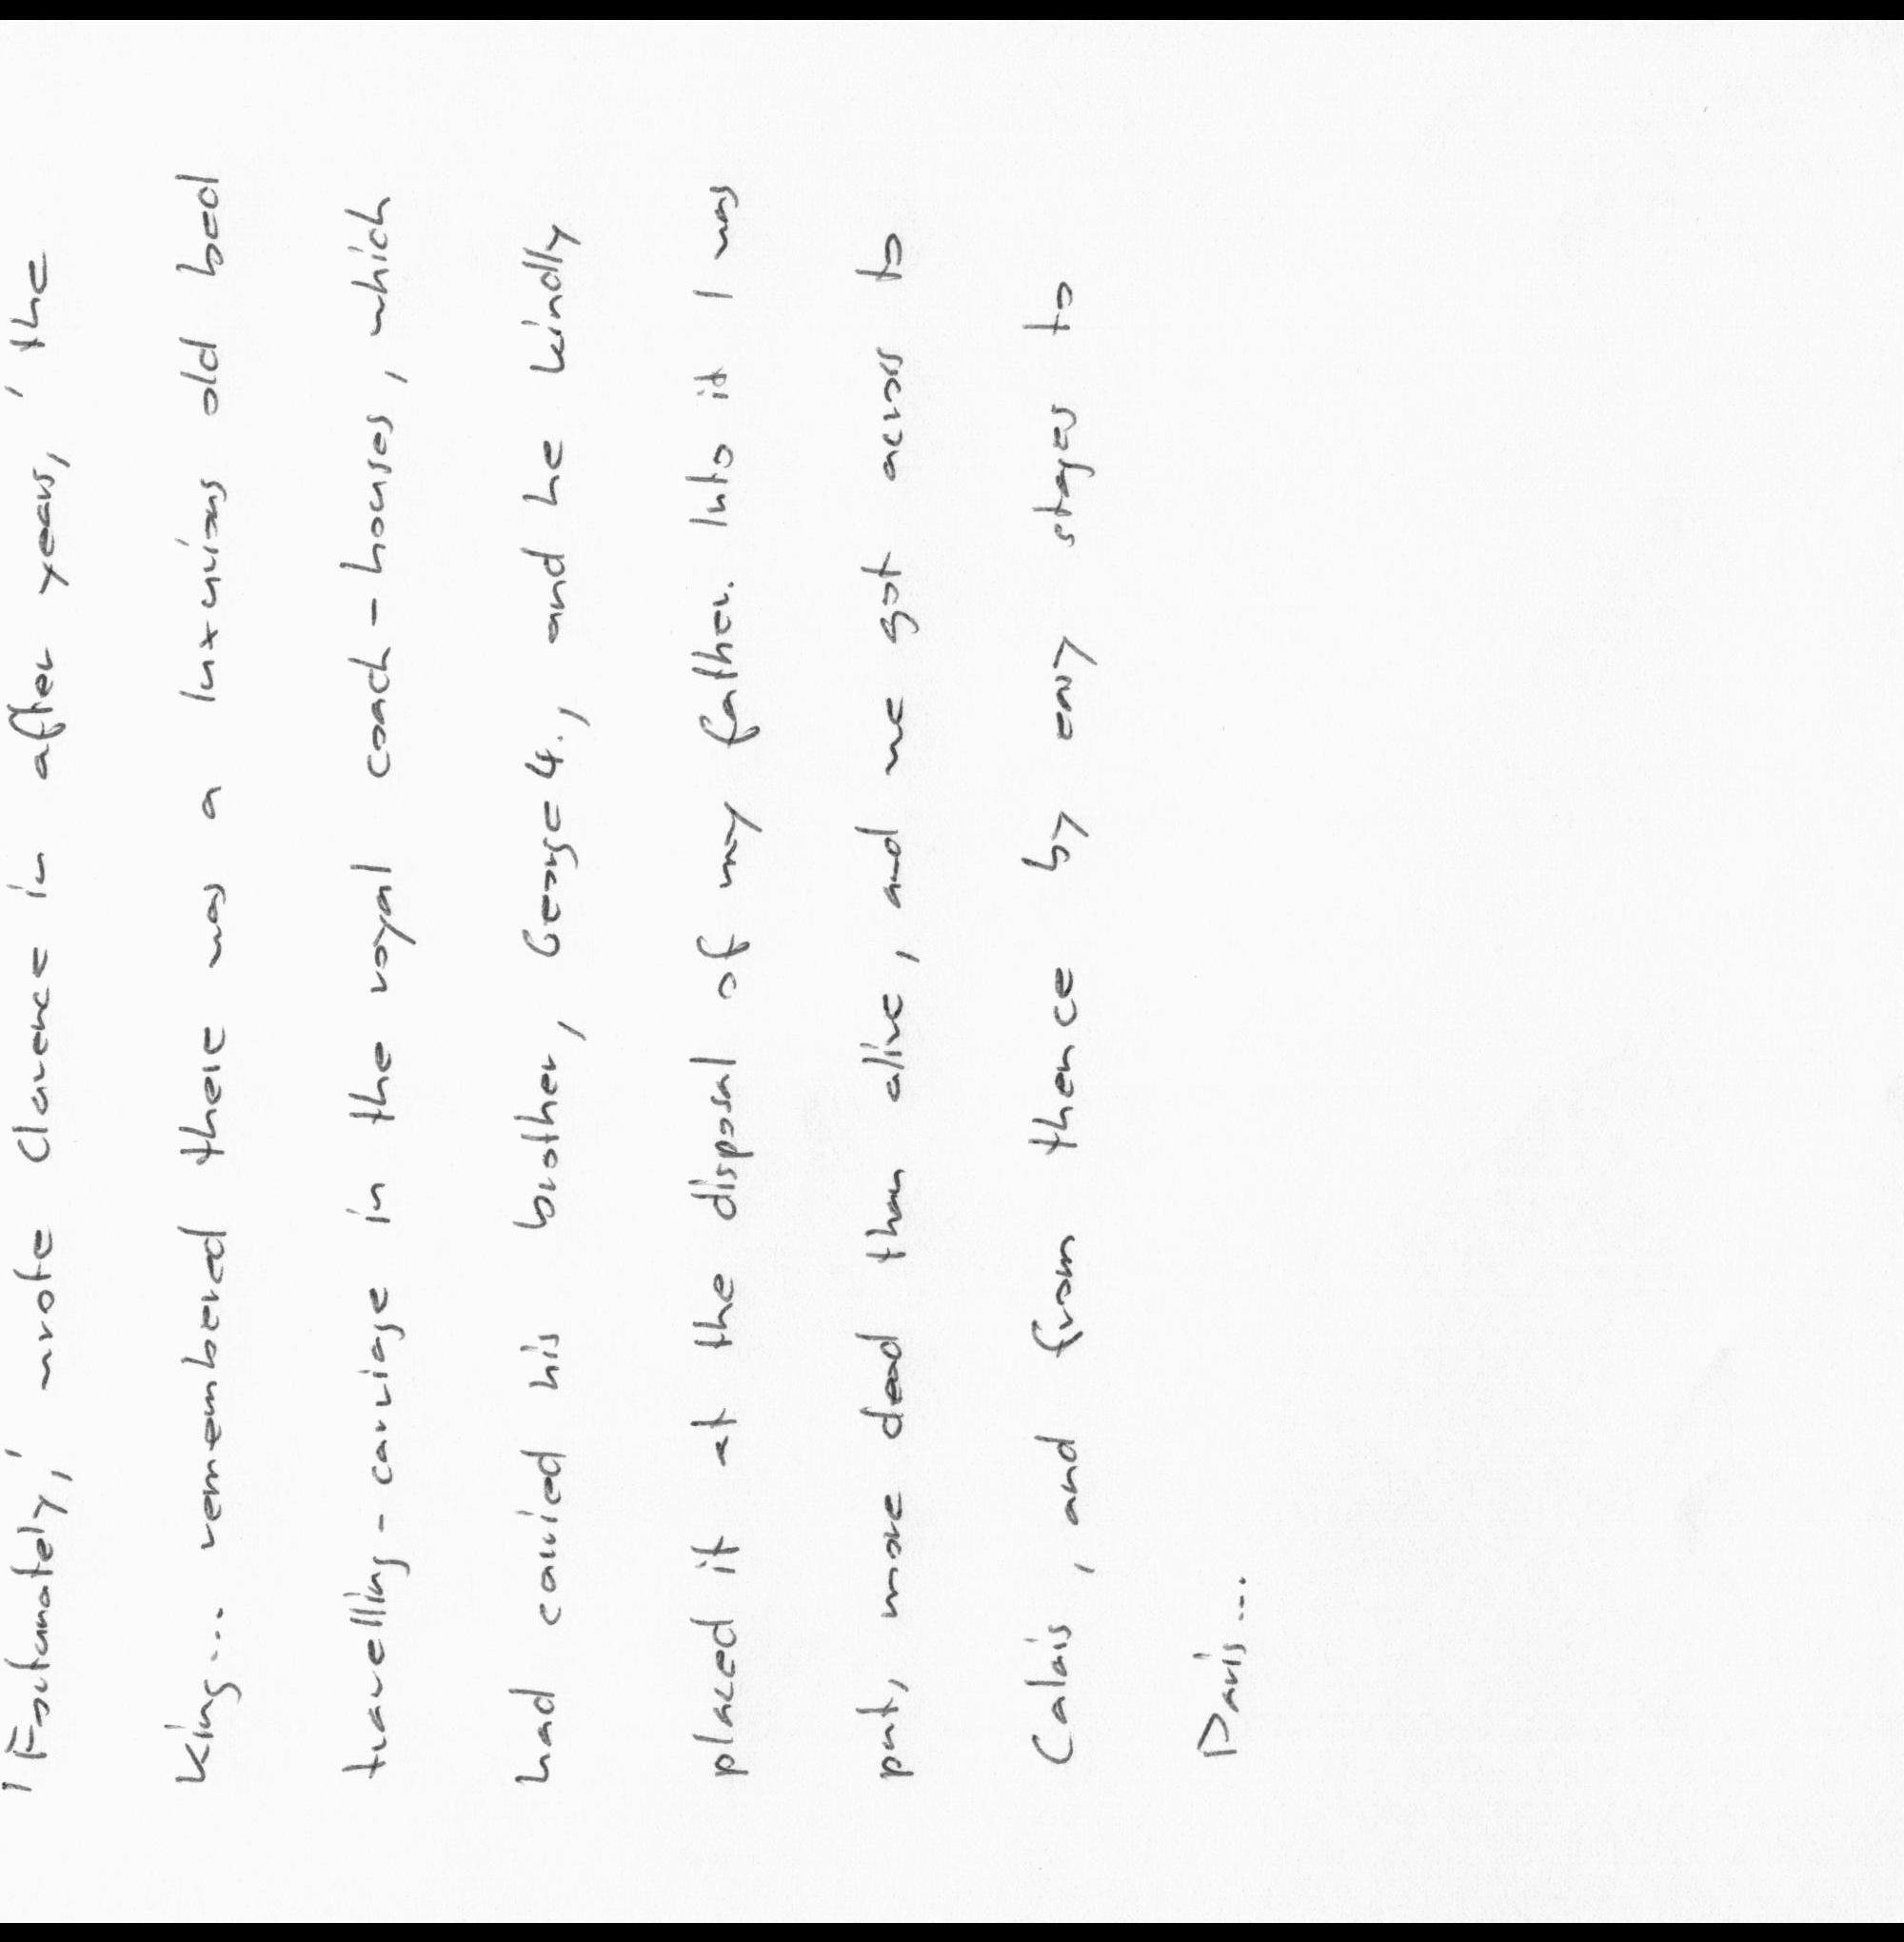 'Fortunately,' wrote Clarence in after years, 'the
King... remembered there was a luxurious old bed
travelling-carriage in the royal coach-houses, which
had carried his brother, George 4., and he kindly
placed it at the disposal of my father. Into it I was
put, more dead than alive, and we got across to
Calais, and from thence by easy stages to
Paris...